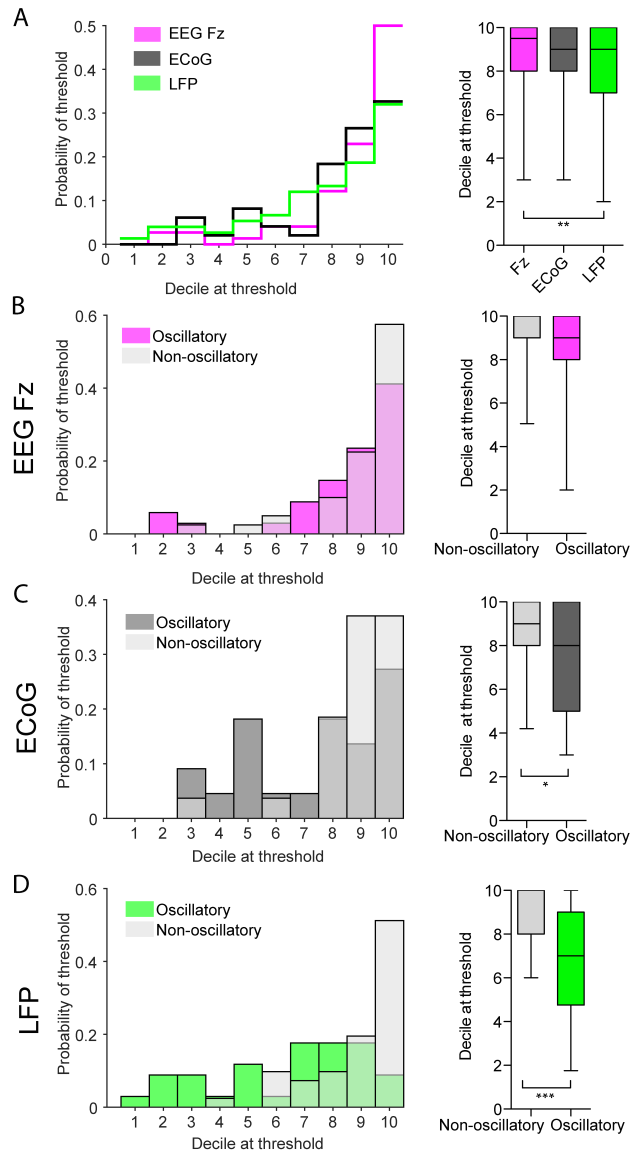 A
EEG Fz
ECoG
LFP
Probability of threshold
0.5
0.4
0.3
0.2
0.1
0
0 1 2 3 4 5 6 7 8 9 10
Decile at threshold
Decile at threshold
10
8
6
4
2
0
**
Fz ECoG LFP
B
EEG Fz
Oscillatory
Non-oscillatory
Probability of threshold
0.6
0.4
0.2
0
1 2 3 4 5 6 7 8 9 10
Decile at threshold
Decile at threshold
10
8
6
4
2
0
Non-oscillatory Oscillatory
C
ECoG
Oscillatory
Non-oscillatory
Probability of threshold
0.4
0.3
0.2
0.1
0
1 2 3 4 5 6 7 8 9 10
Decile at threshold
Decile at threshold
10
8
6
4
2
0
*
Non-oscillatory Oscillatory
D
LFP
Oscillatory
Non-oscillatory
Probability of threshold
0.6
0.4
0.2
0
1 2 3 4 5 6 7 8 9 10
Decile at threshold
Decile at threshold
10
8
6
4
2
0
***
Non-oscillatory Oscillatory